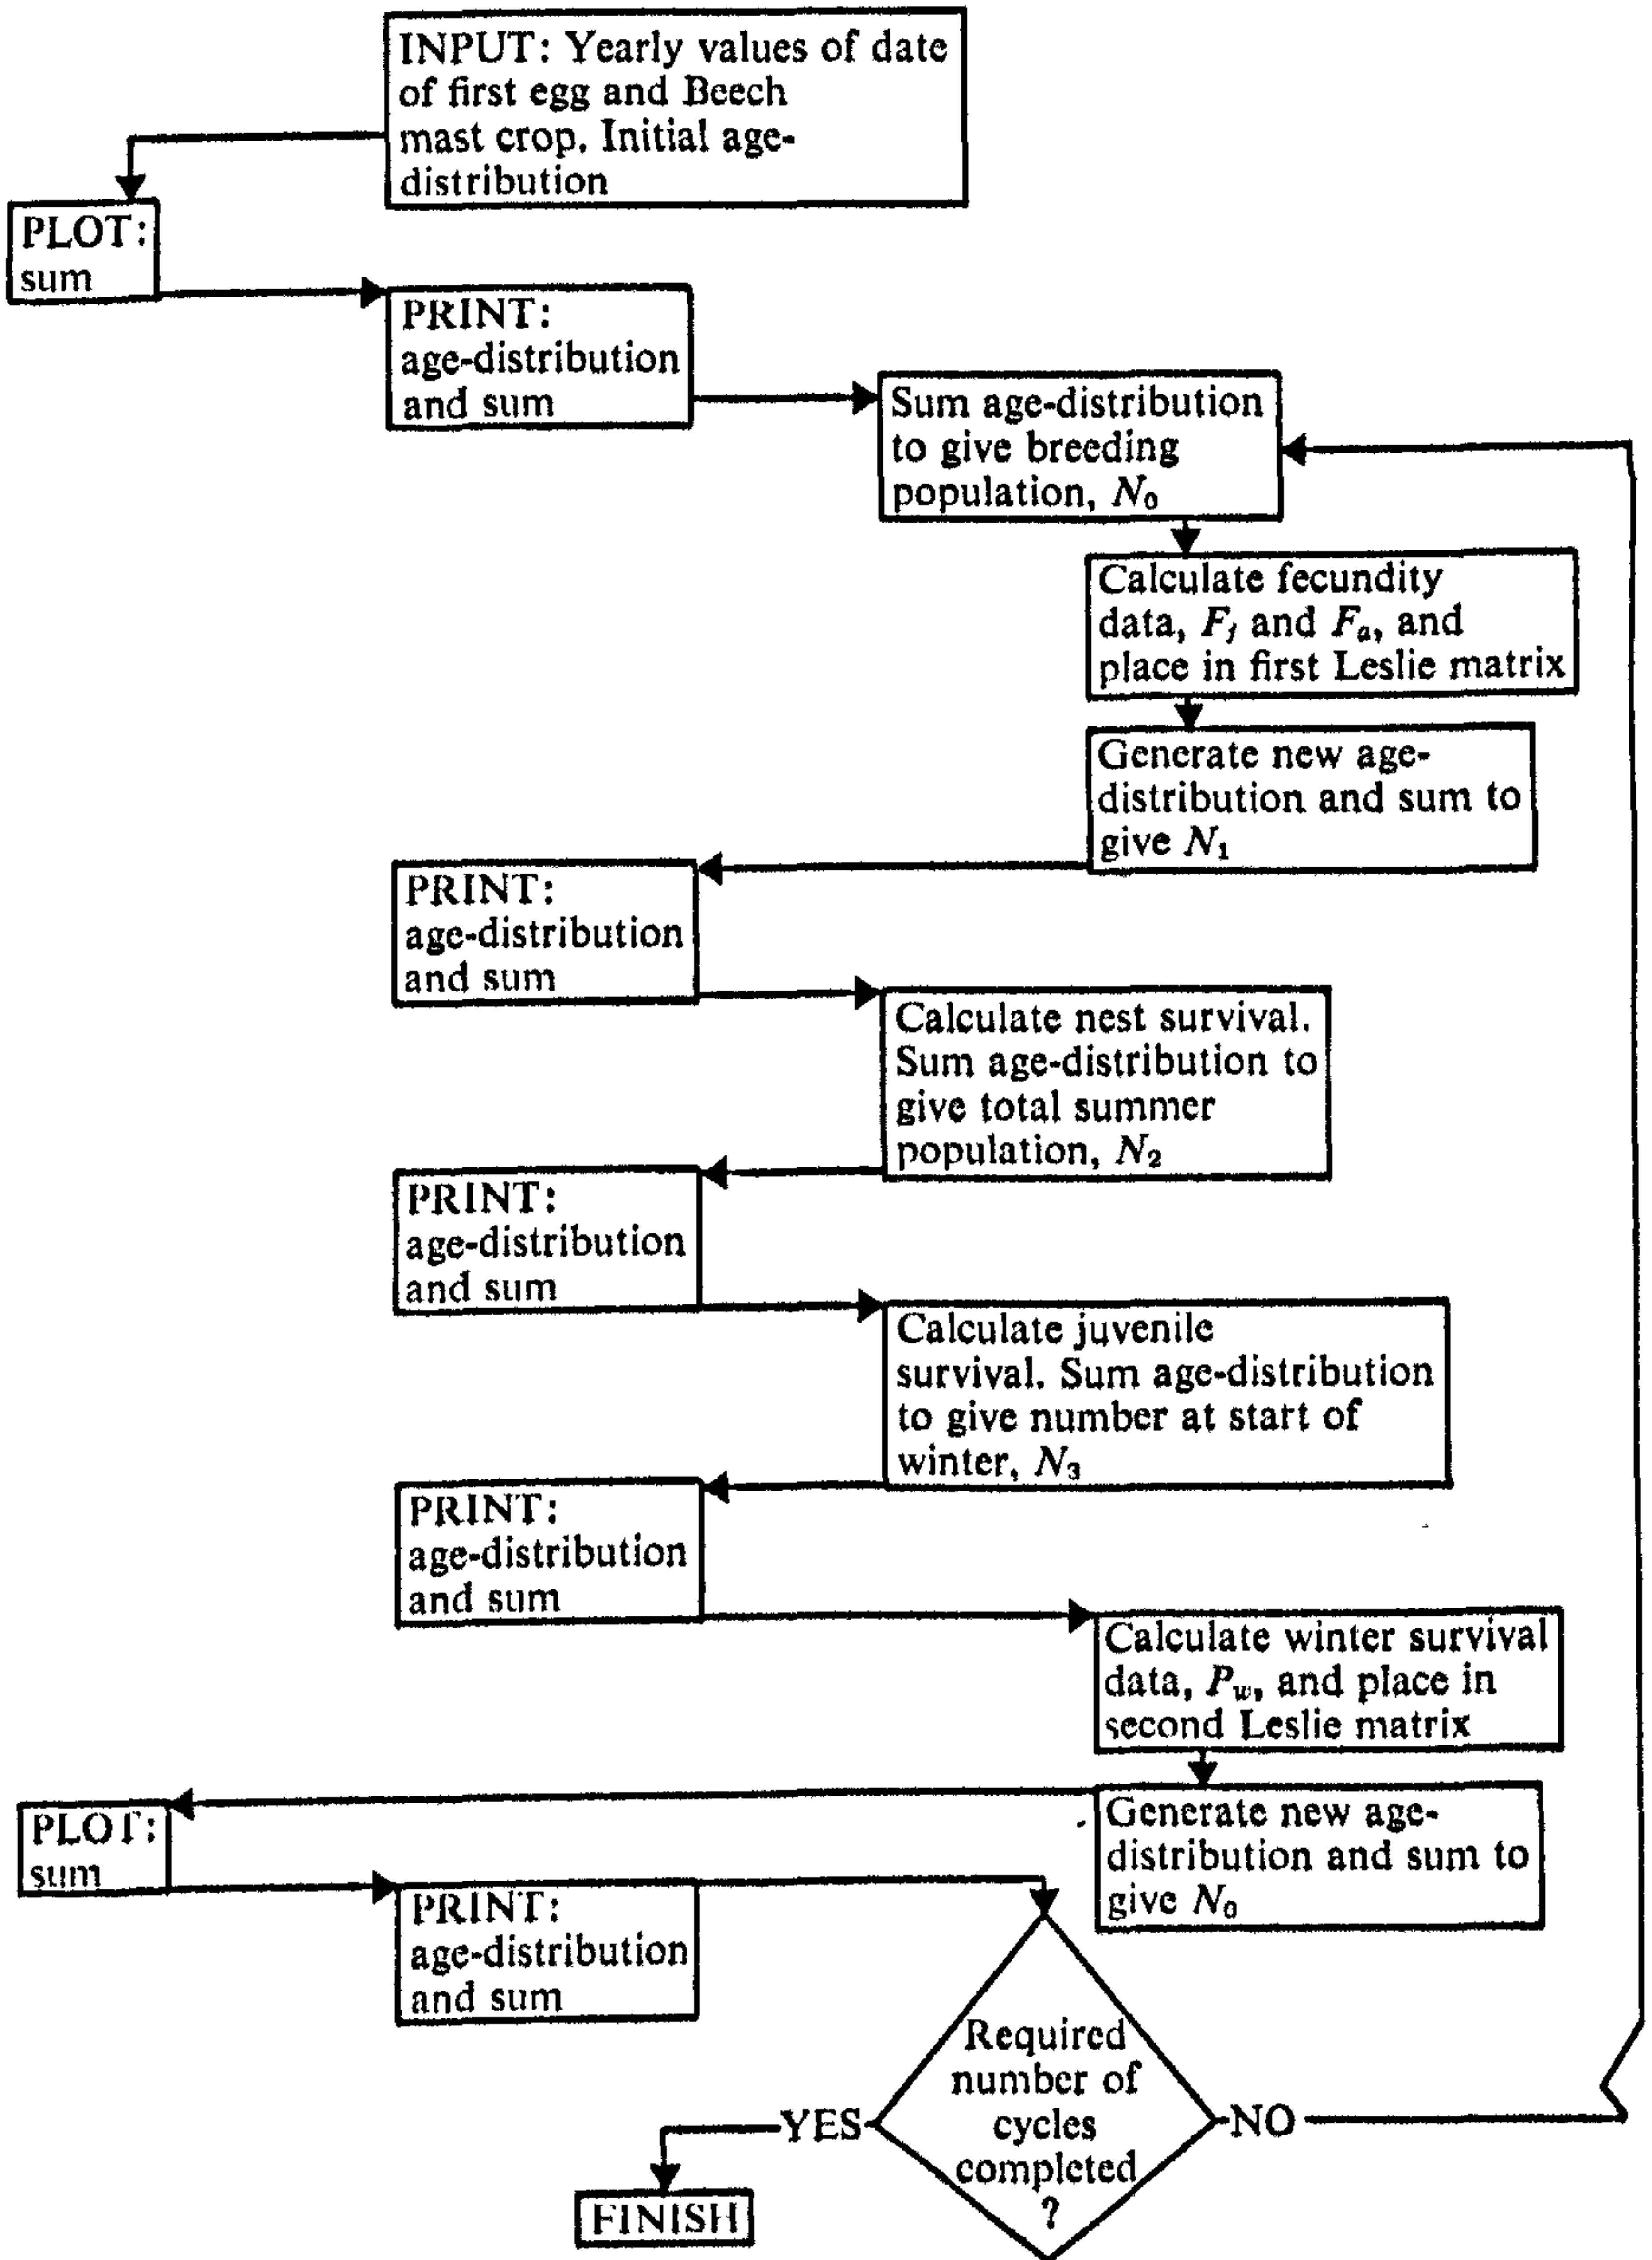 INPUT: Yearly values of date
of first egg and Beech
mast crop. Initial age-
distribution
PLOT:
sum
PRINT:
age-distribution
and sum
Sum age-distribution
to give breeding
population, N₀
Calculate fecundity
data, Fⱼ and Fₐ, and
place in first Leslie matrix
Generate new age-
distribution and sum to
give N₁
PRINT:
age-distribution
and sum
Calculate nest survival.
Sum age-distribution to
give total summer
population, N₂
PRINT:
age-distribution
and sum
Calculate juvenile
survival. Sum age-distribution
to give number at start of
winter, N₃
PRINT:
age-distribution
and sum
Calculate winter survival
data, P_w, and place in
second Leslie matrix
Generate new age-
distribution and sum to
give N₀
PLOT:
sum
PRINT:
age-distribution
and sum
Required
number of
cycles
completed
?
YES
NO
FINISH